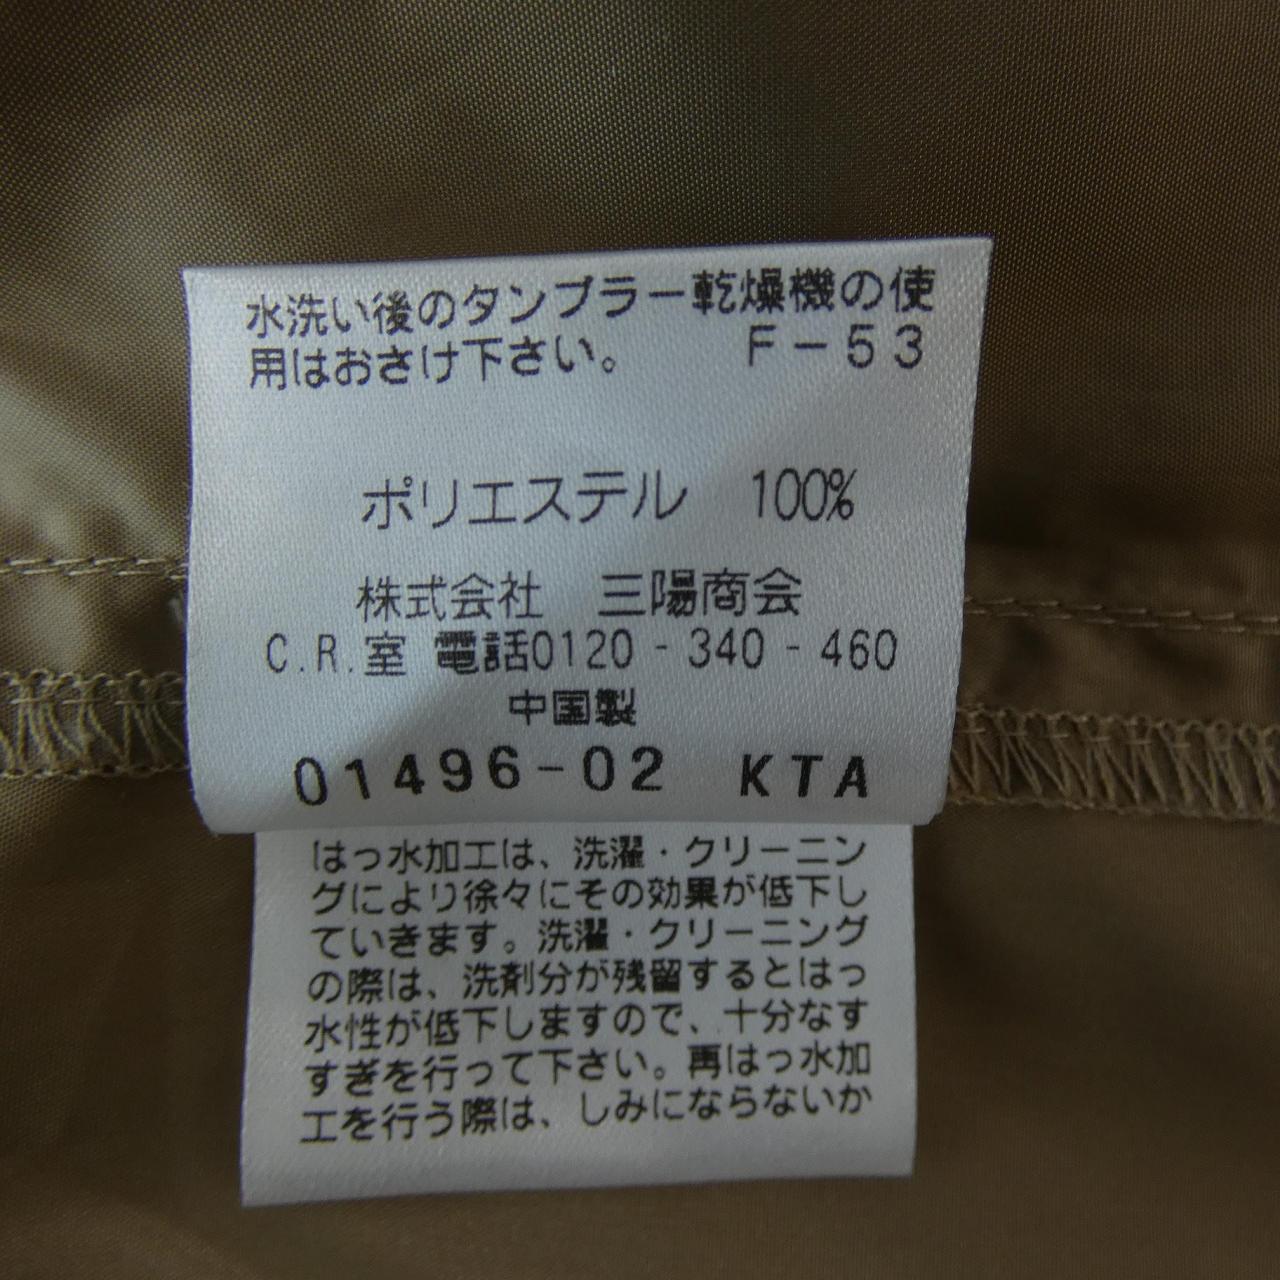 水洗い後のタンブラー乾燥機の使
用はおさけ下さい。 F-53
ポリエステル 100%
株式会社 三陽商会
C.R.室 電話0120-340-460
中国製
01496-02 KTA
はっ水加工は、洗濯・クリーニン
グにより徐々にその効果が低下し
ていきます。洗濯・クリーニング
の際は、洗剤分が残留するとはっ
水性が低下しますので、十分なす
すぎを行って下さい。再はっ水加
工を行う際は、しみにならないか